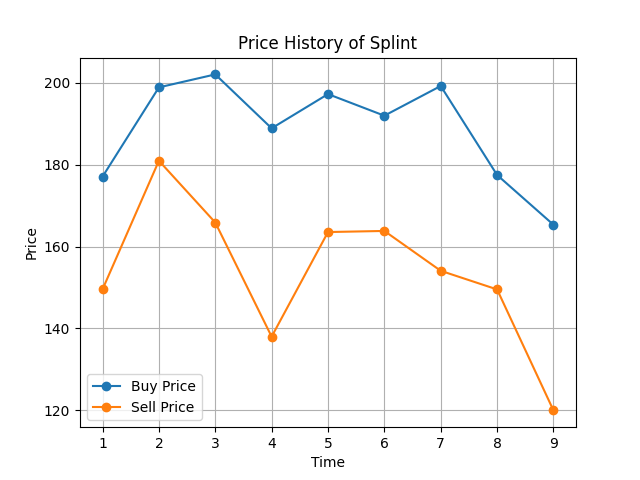 Price History of Splint
200
180
160
140
120
Price
Buy Price
Sell Price
1 2 3 4 5 6 7 8 9
Time